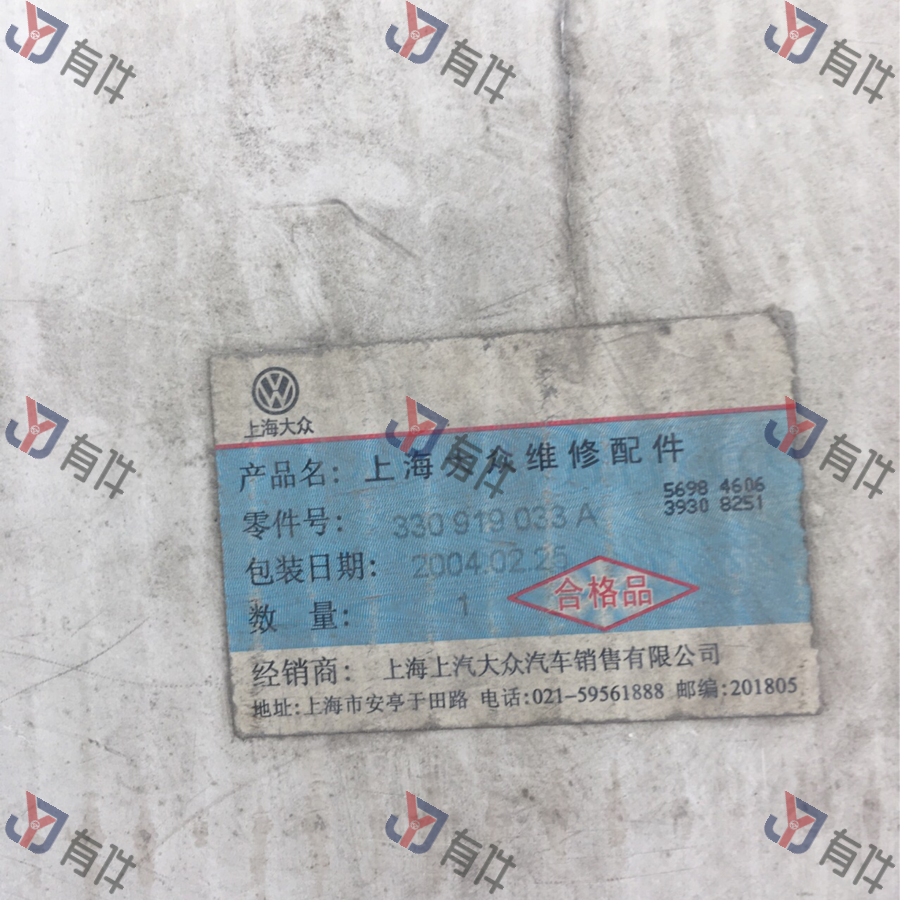 有件 有件 有件
上海大众
产品名: 上海大众维修配件
5698 4606
零件号: 330 919 033 A
3930 8251
包装日期: 2004.02.25
数 量: 1
合格品
经销商: 上海上汽大众汽车销售有限公司
地址:上海市安亭于田路 电话:021-59561888 邮编:201805
有件 有件 有件
有件 有件 有件